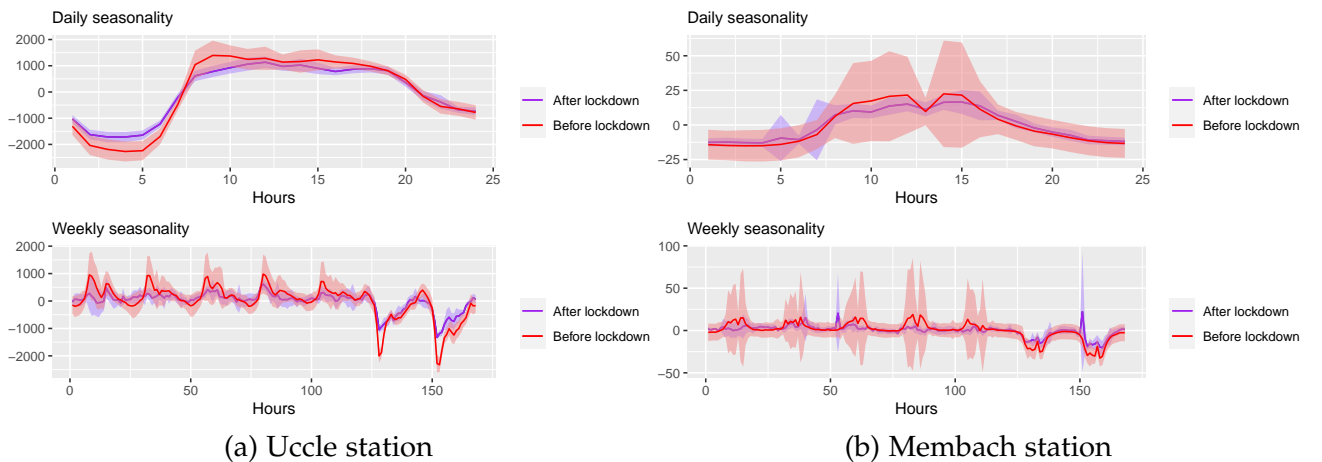 Daily seasonality
2000
1000
0
−1000
−2000
0 5 10 15 20 25
Hours
After lockdown
Before lockdown
Weekly seasonality
2000
1000
0
−1000
−2000
0 50 100 150
Hours
After lockdown
Before lockdown
(a) Uccle station
Daily seasonality
50
25
0
−25
0 5 10 15 20 25
Hours
After lockdown
Before lockdown
Weekly seasonality
100
50
0
−50
0 50 100 150
Hours
After lockdown
Before lockdown
(b) Membach station